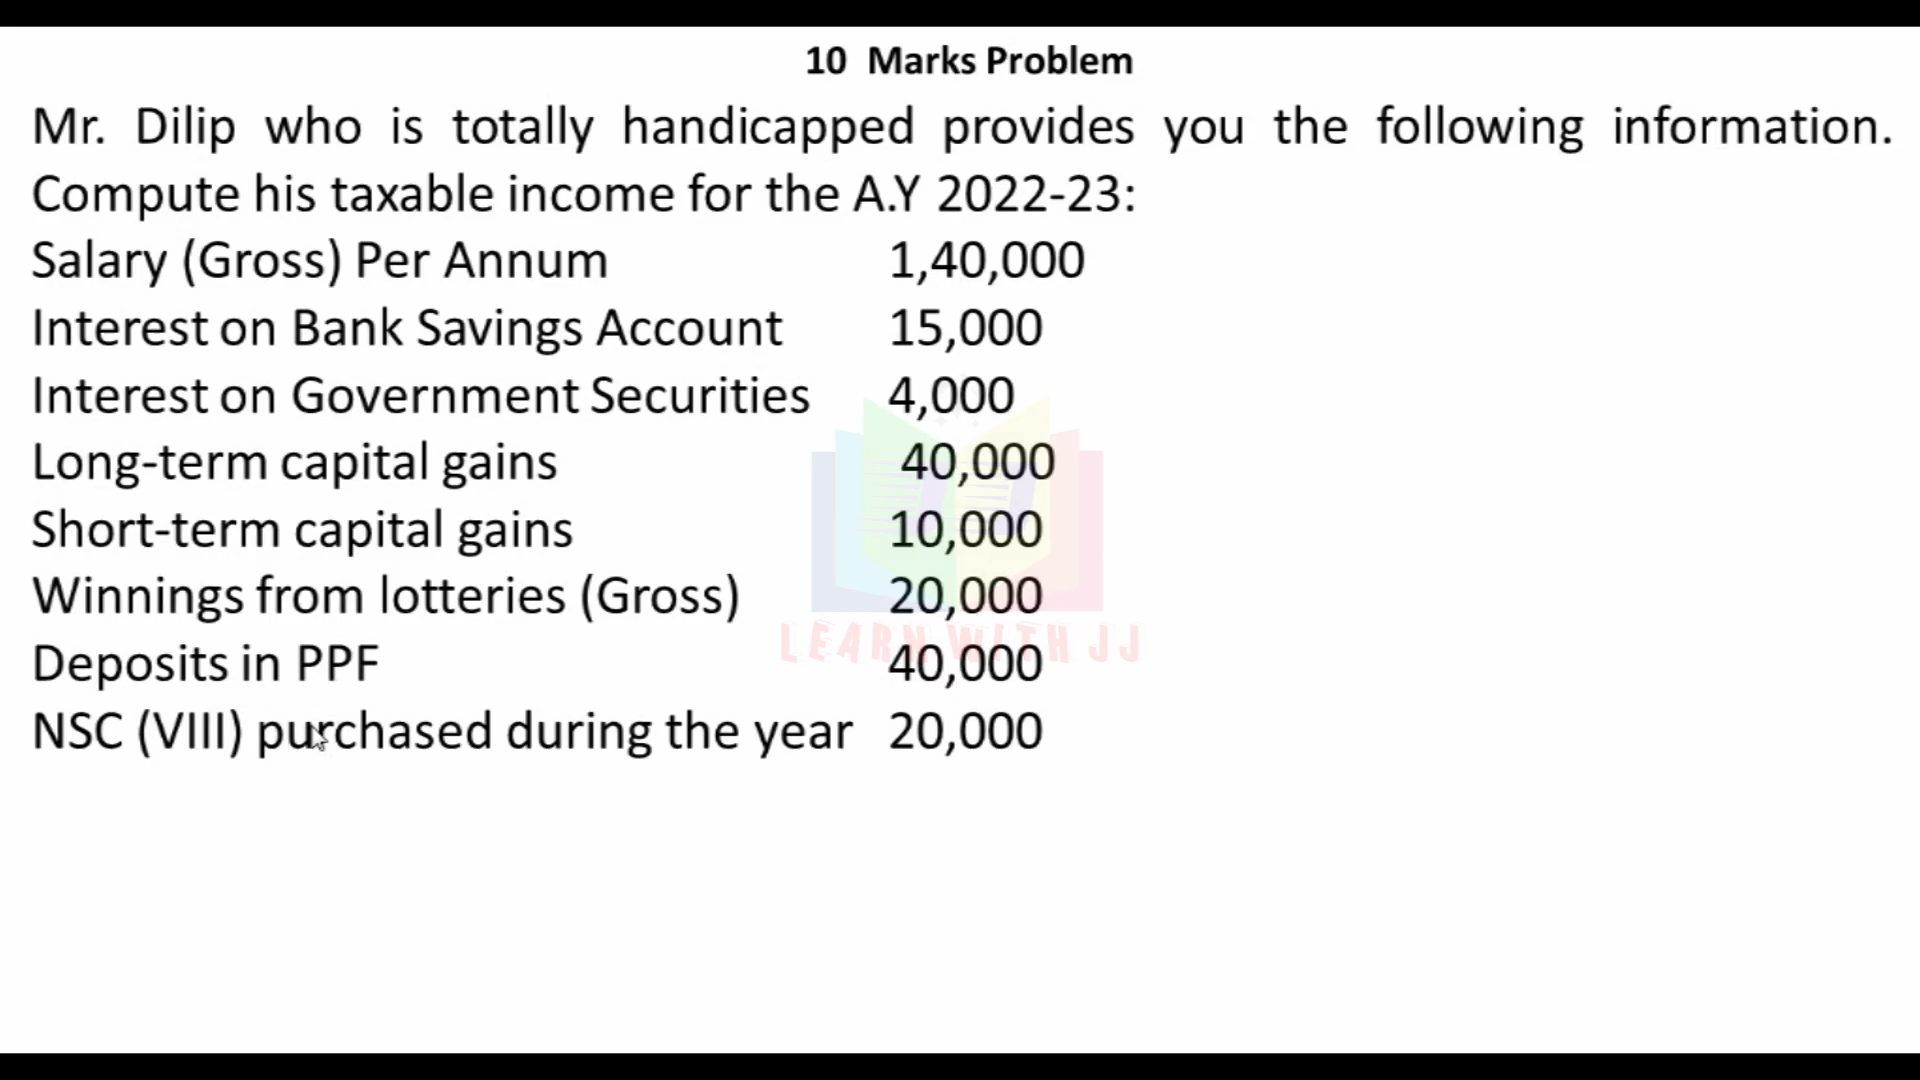 10 Marks Problem
Mr. Dilip who is totally handicapped provides you the following information.
Compute his taxable income for the A.Y 2022-23:
Salary (Gross) Per Annum 1,40,000
Interest on Bank Savings Account 15,000
Interest on Government Securities 4,000
Long-term capital gains 40,000
Short-term capital gains 10,000
Winnings from lotteries (Gross) 20,000
LEARN WITH JJ
Deposits in PPF 40,000
NSC (VIII) purchased during the year 20,000